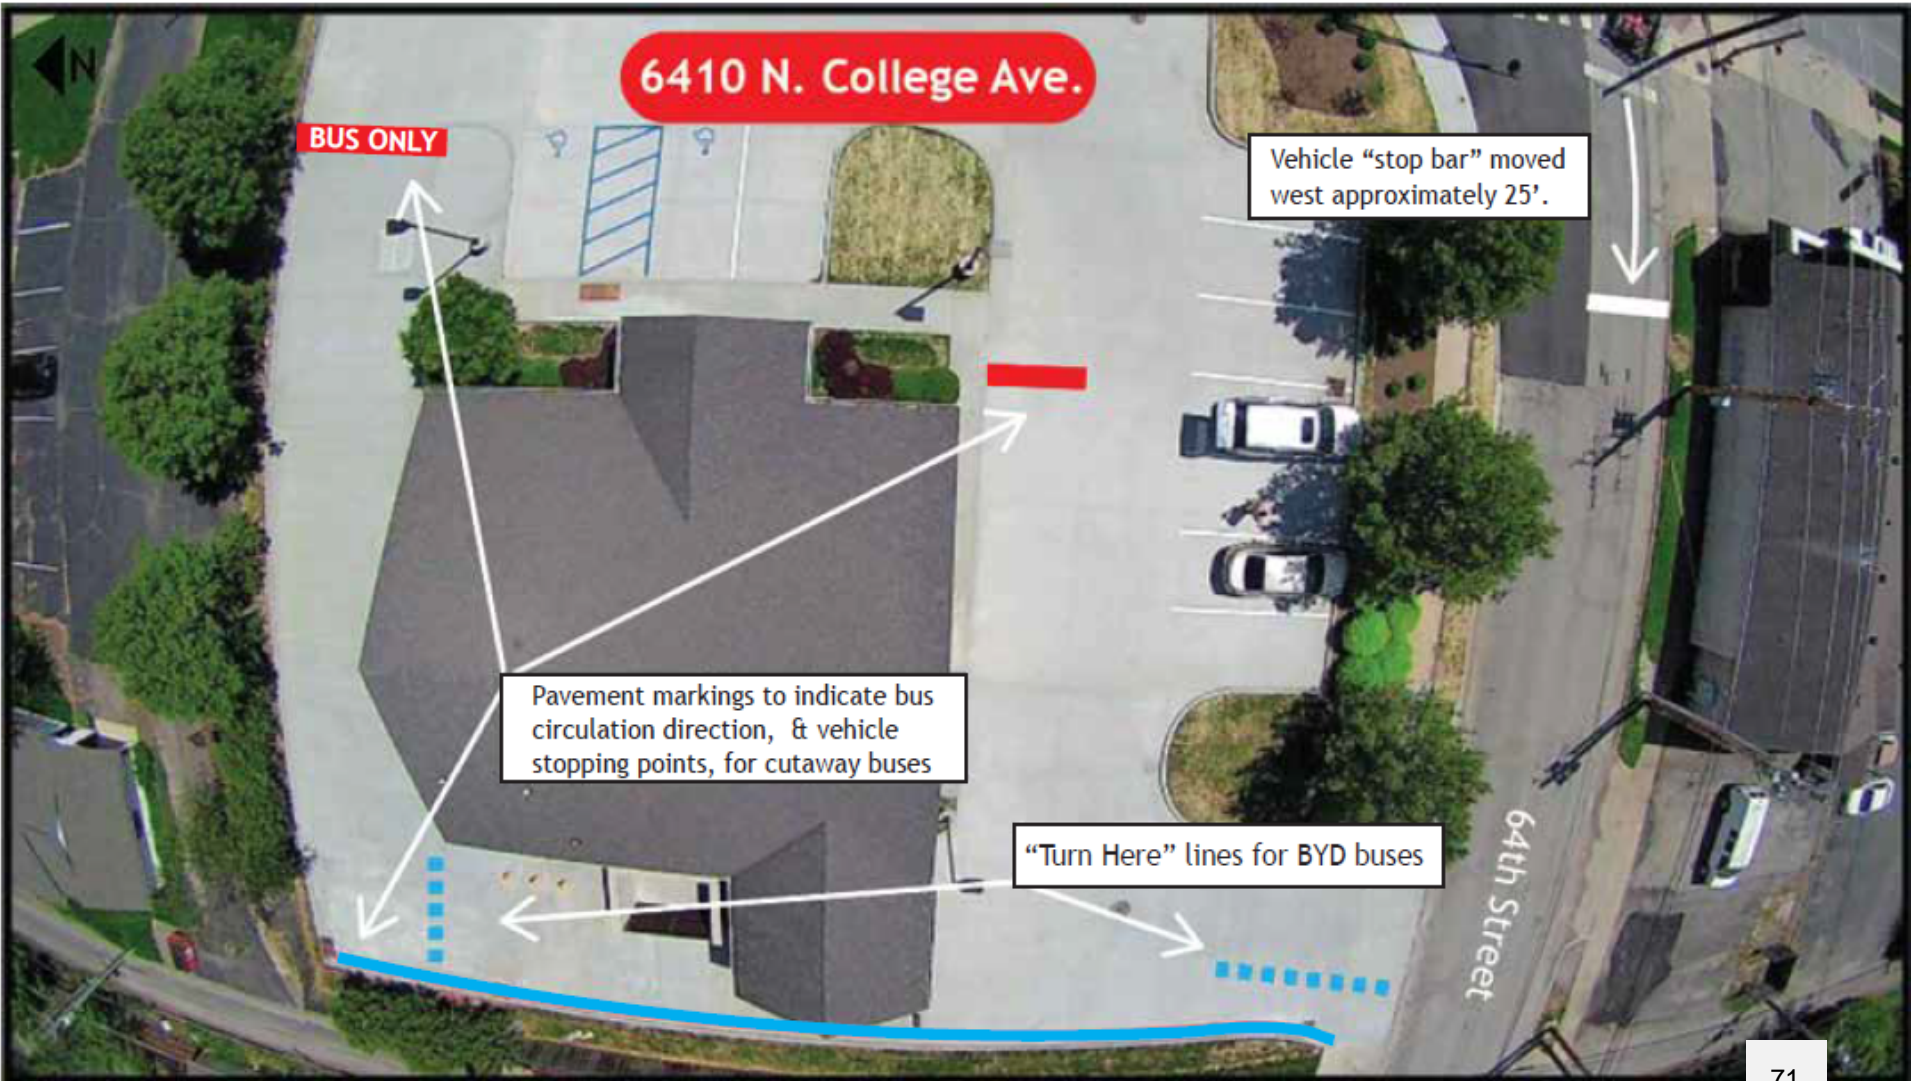 N
6410 N. College Ave.
BUS ONLY
Vehicle “stop bar” moved
west approximately 25’.
Pavement markings to indicate bus
circulation direction, & vehicle
stopping points, for cutaway buses
“Turn Here” lines for BYD buses
64th Street
71